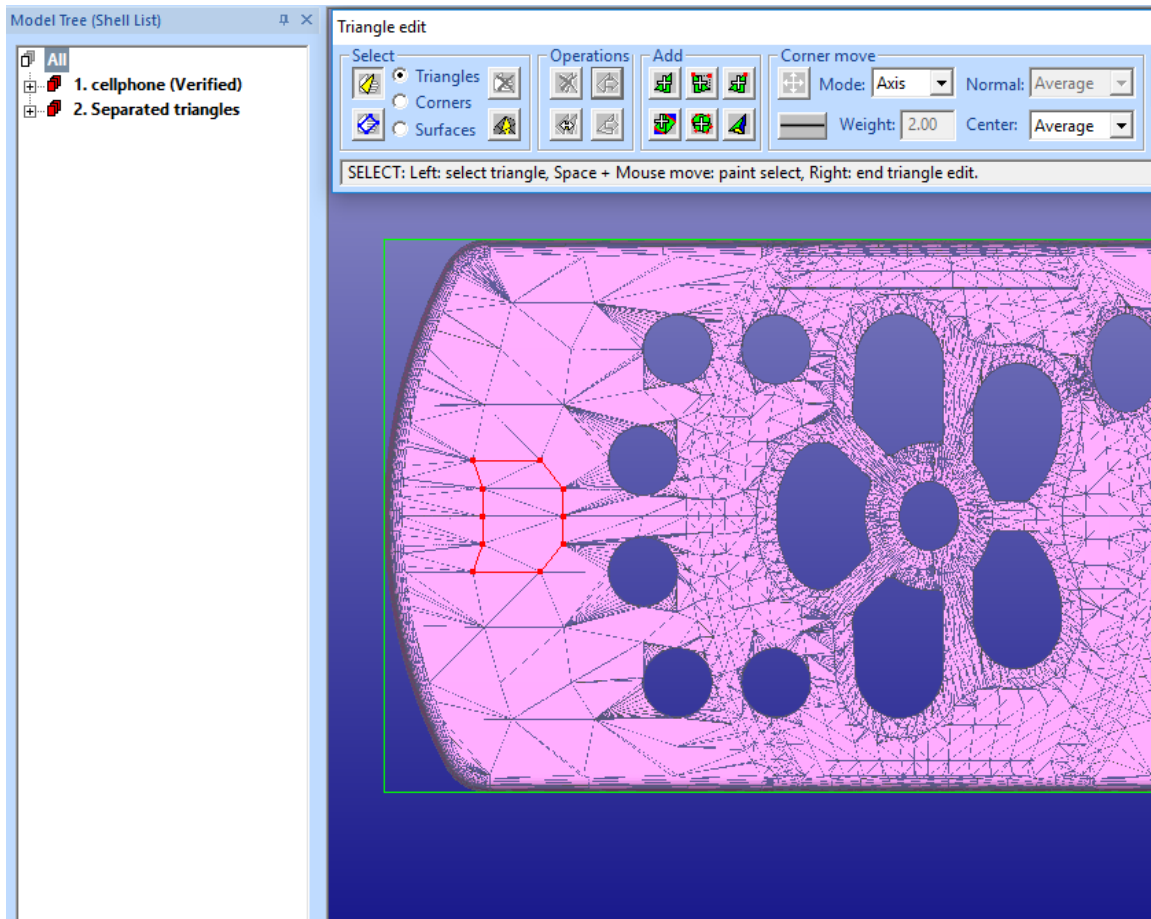 Model Tree (Shell List)
All
1. cellphone (Verified)
2. Separated triangles
Triangle edit
Select
Triangles
Corners
Surfaces
Operations
Add
Corner move
Mode: Axis
Normal: Average
Weight: 2.00
Center: Average
SELECT: Left: select triangle, Space + Mouse move: paint select, Right: end triangle edit.